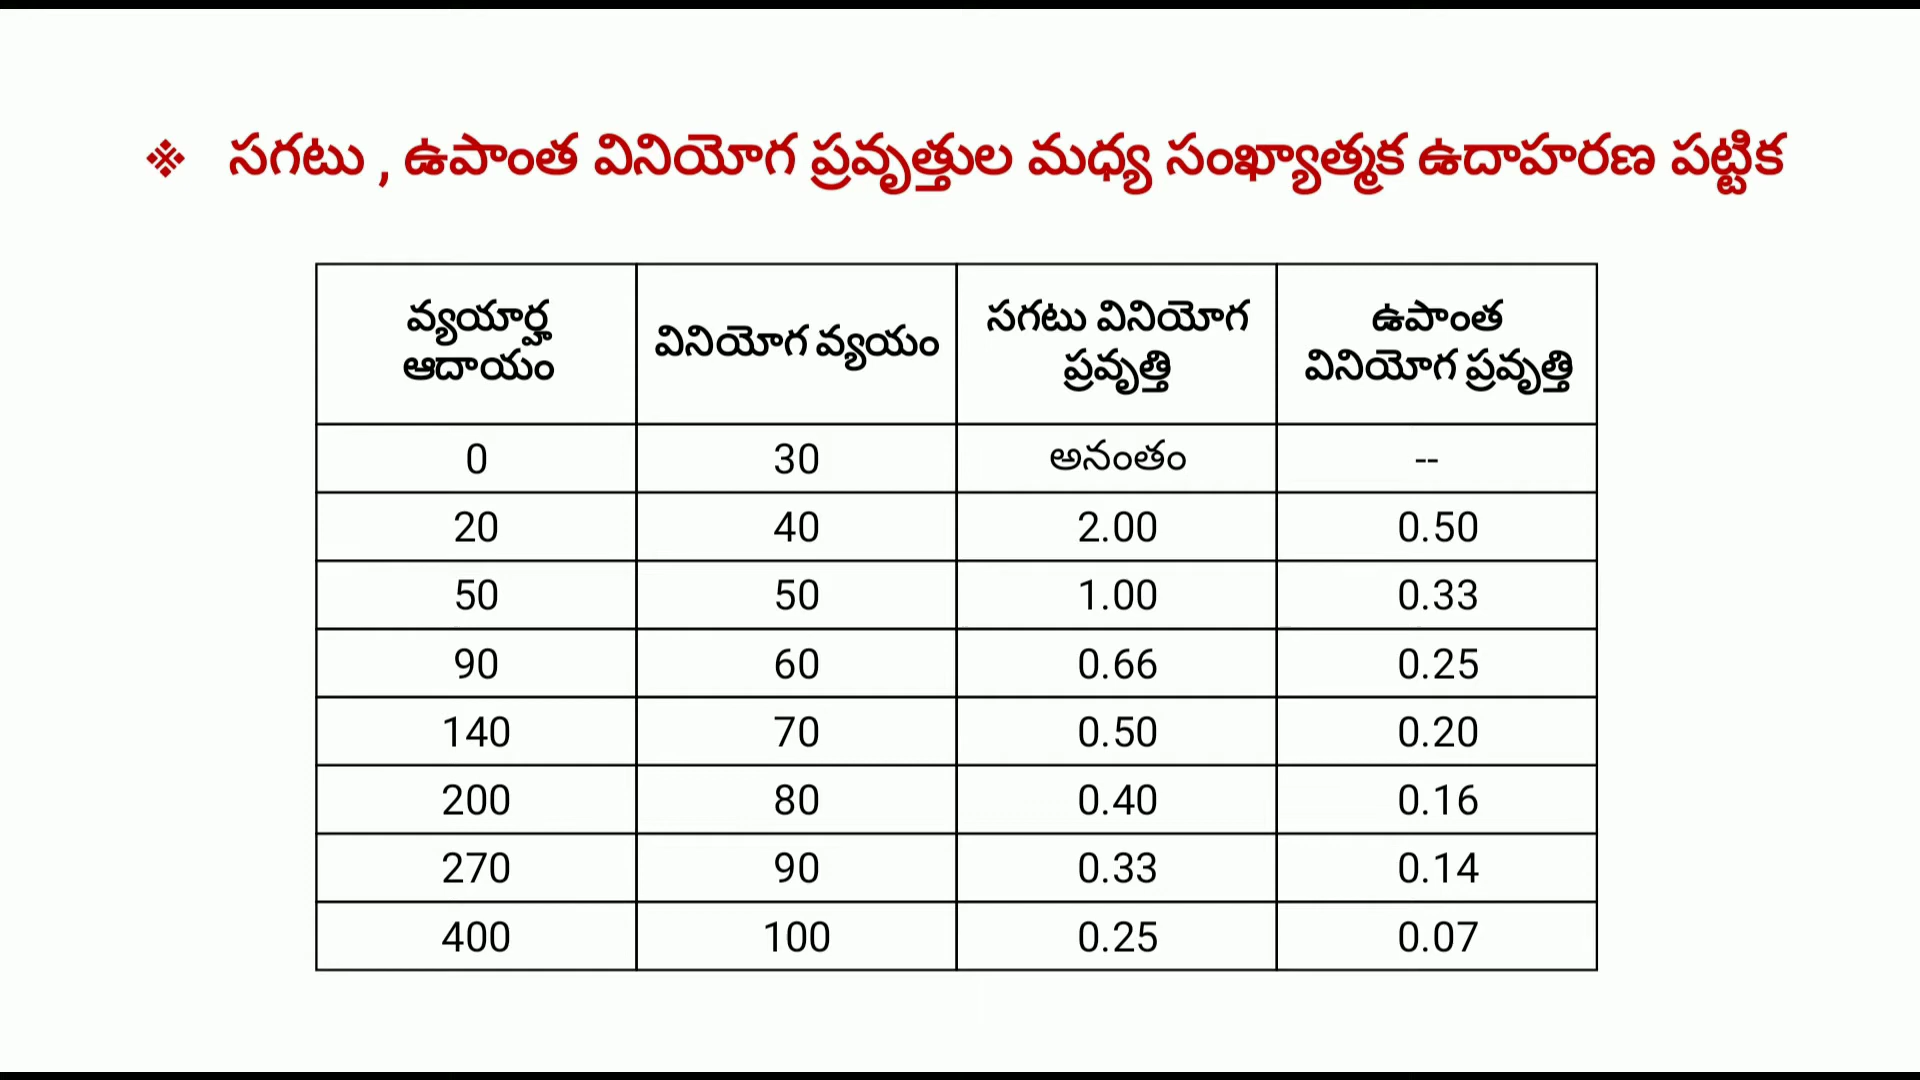 ❖ సగటు , ఉపాంత వినియోగ ప్రవృత్తుల మధ్య సంఖ్యాత్మక ఉదాహరణ పట్టిక
వ్యయార్హ ఆదాయం వినియోగ వ్యయం సగటు వినియోగ ప్రవృత్తి ఉపాంత వినియోగ ప్రవృత్తి
0 30 అనంతం --
20 40 2.00 0.50
50 50 1.00 0.33
90 60 0.66 0.25
140 70 0.50 0.20
200 80 0.40 0.16
270 90 0.33 0.14
400 100 0.25 0.07